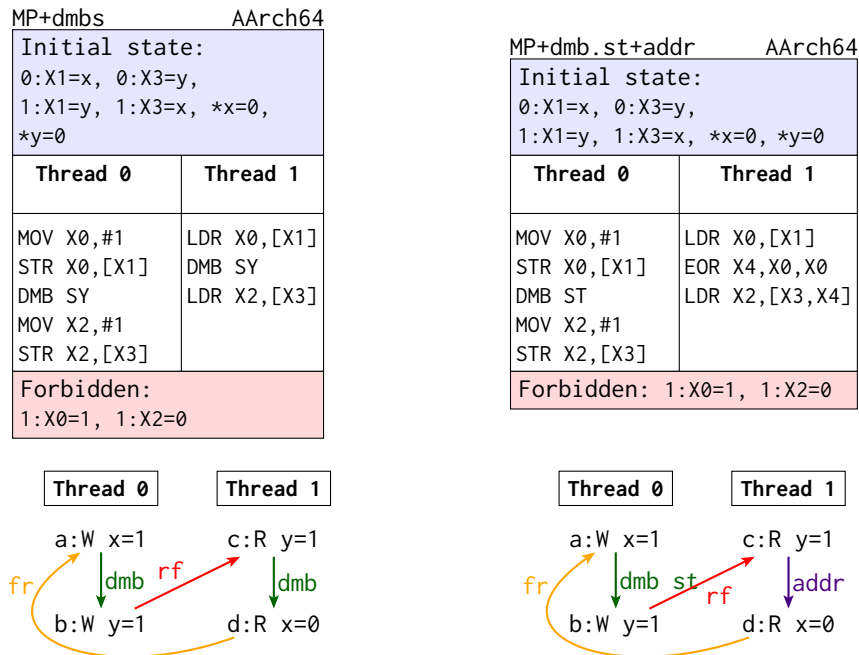 MP+dmbs AArch64
Initial state:
0:X1=x, 0:X3=y,
1:X1=y, 1:X3=x, *x=0,
*y=0
Thread 0 Thread 1
MOV X0,#1 LDR X0,[X1]
STR X0,[X1] DMB SY
DMB SY LDR X2,[X3]
MOV X2,#1
STR X2,[X3]
Forbidden:
1:X0=1, 1:X2=0
Thread 0 Thread 1
a:W x=1 c:R y=1
fr dmb rf dmb
b:W y=1 d:R x=0
MP+dmb.st+addr AArch64
Initial state:
0:X1=x, 0:X3=y,
1:X1=y, 1:X3=x, *x=0, *y=0
Thread 0 Thread 1
MOV X0,#1 LDR X0,[X1]
STR X0,[X1] EOR X4,X0,X0
DMB ST LDR X2,[X3,X4]
MOV X2,#1
STR X2,[X3]
Forbidden: 1:X0=1, 1:X2=0
Thread 0 Thread 1
a:W x=1 c:R y=1
fr dmb st rf addr
b:W y=1 d:R x=0